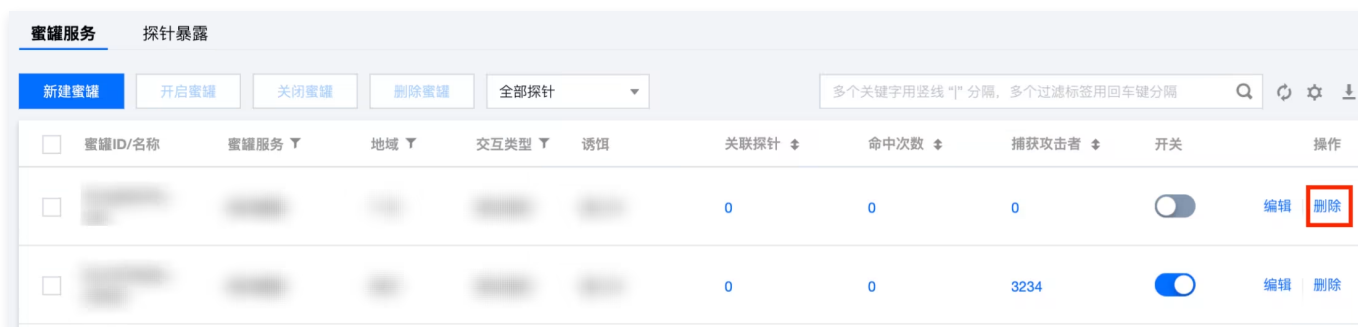 蜜罐服务 探针暴露
新建蜜罐 开启蜜罐 关闭蜜罐 删除蜜罐 全部探针 多个关键字用竖线 "|" 分隔，多个过滤标签用回车键分隔
蜜罐ID/名称 蜜罐服务 地域 交互类型 诱饵 关联探针 命中次数 捕获攻击者 开关 操作
0 0 0 编辑 删除
0 0 3234 编辑 删除